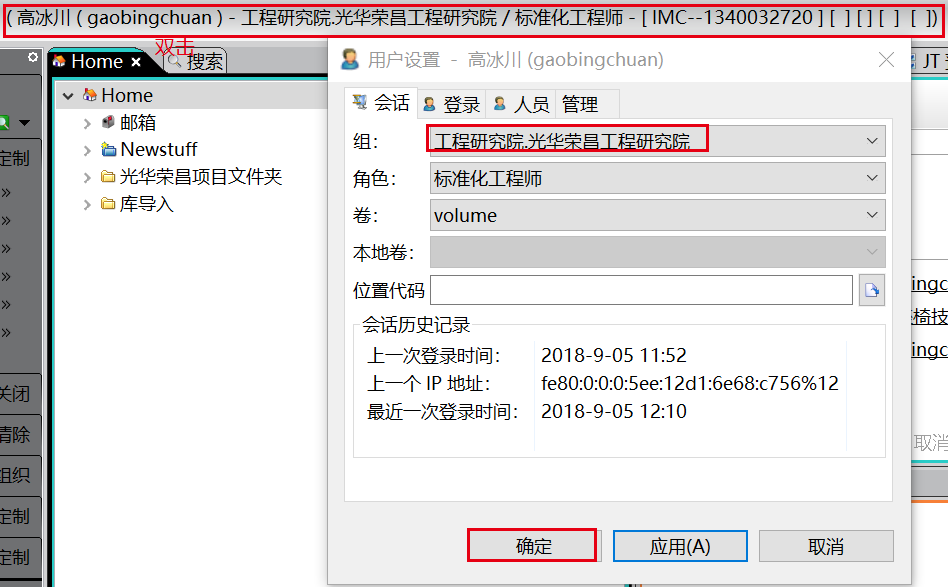 (高冰川 ( gaobingchuan ) - 工程研究院.光华荣昌工程研究院 / 标准化工程师 - [ IMC--1340032720 ] [ ] [ ] [ ] [ ])
双击
Home
搜索
JT
用户设置 - 高冰川 (gaobingchuan)
Home
邮箱
Newstuff
光华荣昌项目文件夹
库导入
定制
»
»
»
»
»
»
关闭
清除
组织
定制
定制
会话
登录
人员
管理
组:
工程研究院.光华荣昌工程研究院
角色:
标准化工程师
卷:
volume
本地卷:
位置代码
会话历史记录
上一次登录时间:
2018-9-05 11:52
上一个 IP 地址:
fe80:0:0:0:5ee:12d1:6e68:c756%12
最近一次登录时间:
2018-9-05 12:10
确定
应用(A)
取消
ingc
椅技
ingc
取消